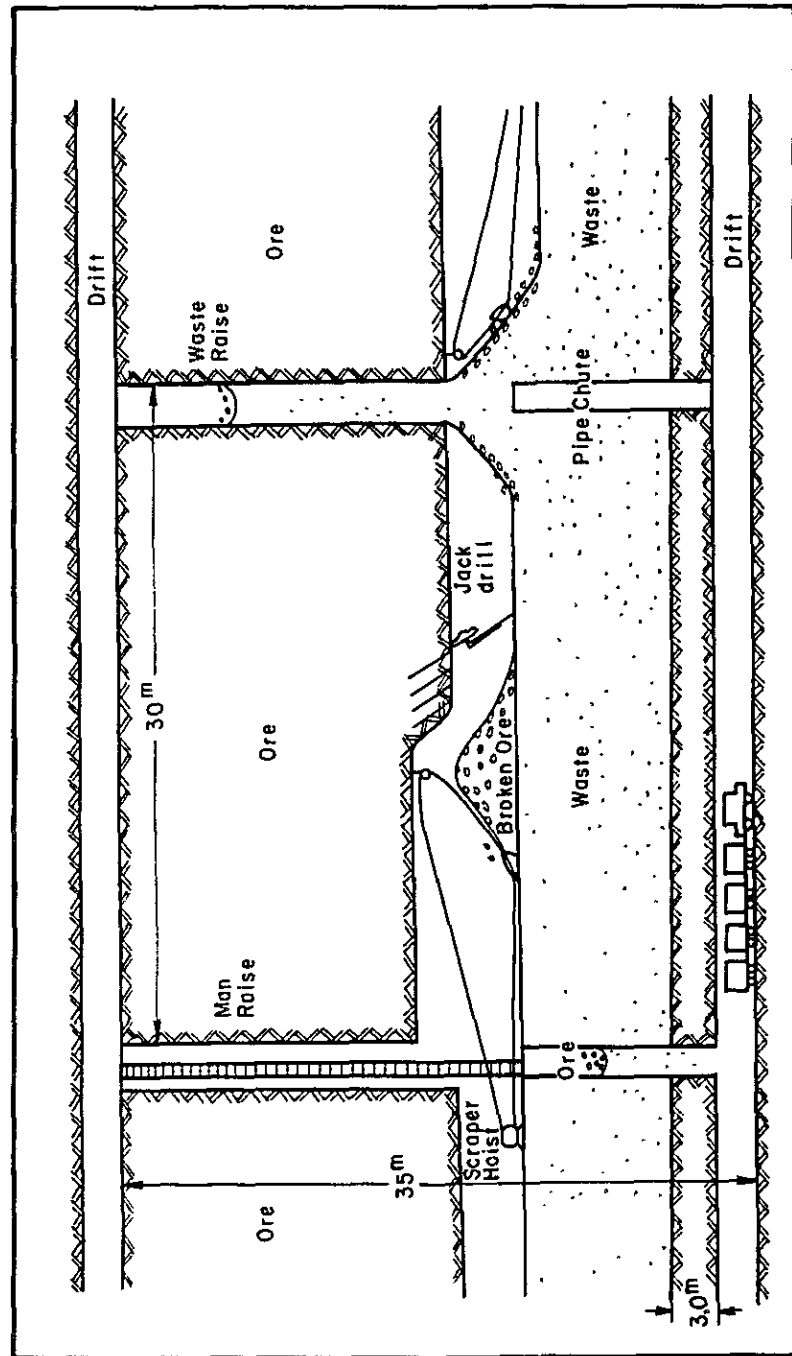 Drift
30m
Man
Raise
Waste
Raise
Ore
Ore
Ore
35m
Scraper
Hoist
Jack
drill
Broken Ore
Ore
Waste
Pipe Chute
Waste
3.0m
Drift